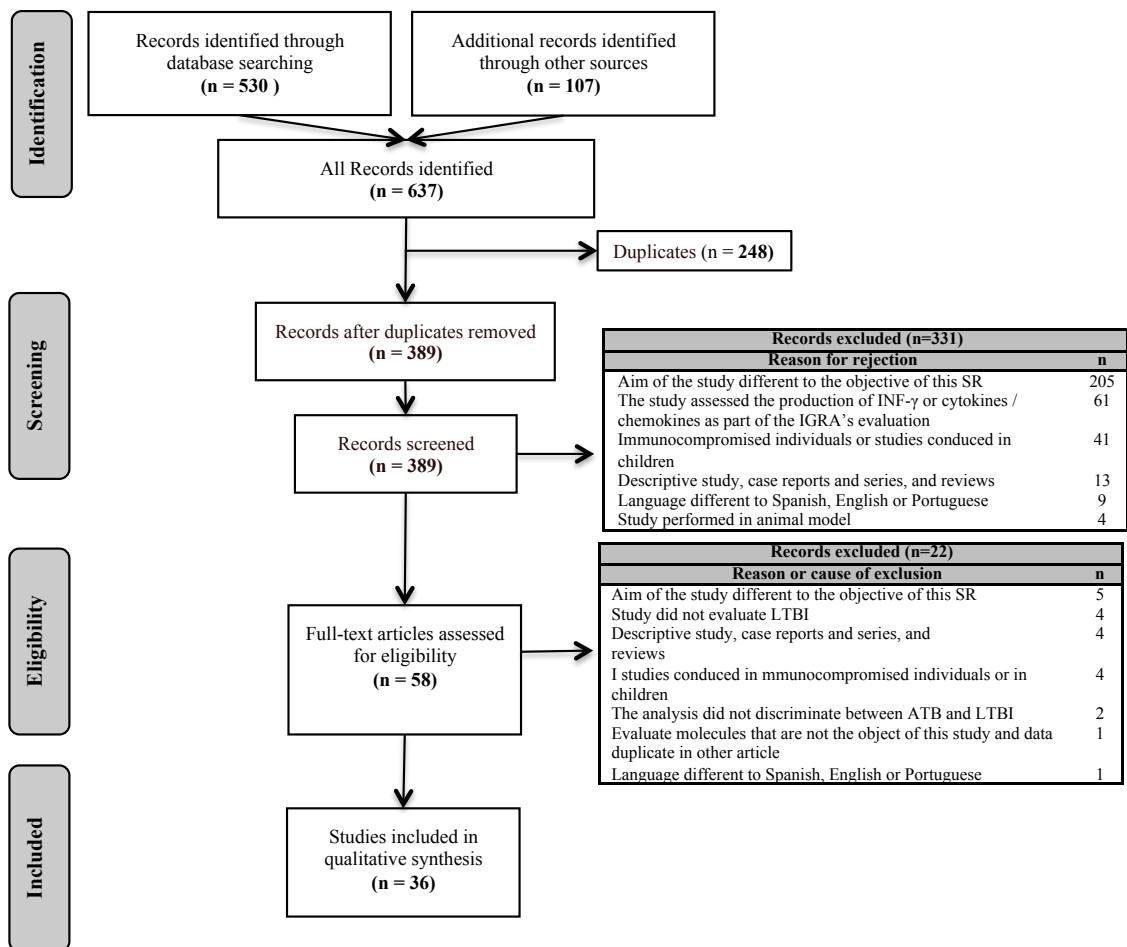 Identification
Records identified through
database searching
(n = 530 )
Additional records identified
through other sources
(n = 107)
All Records identified
(n = 637)
Duplicates (n = 248)
Screening
Records after duplicates removed
(n = 389)
Records screened
(n = 389)
Records excluded (n=331)
Reason for rejection n
Aim of the study different to the objective of this SR 205
The study assessed the production of INF-γ or cytokines / 61
chemokines as part of the IGRA's evaluation
Immunocompromised individuals or studies conduced in 41
children
Descriptive study, case reports and series, and reviews 13
Language different to Spanish, English or Portuguese 9
Study performed in animal model 4
Eligibility
Full-text articles assessed
for eligibility
(n = 58)
Records excluded (n=22)
Reason or cause of exclusion n
Aim of the study different to the objective of this SR 5
Study did not evaluate LTBI 4
Descriptive study, case reports and series, and 4
reviews
I studies conducted in mmunocompromised individuals or in 4
children
The analysis did not discriminate between ATB and LTBI 2
Evaluate molecules that are not the object of this study and data 1
duplicate in other article
Language different to Spanish, English or Portuguese 1
Included
Studies included in
qualitative synthesis
(n = 36)